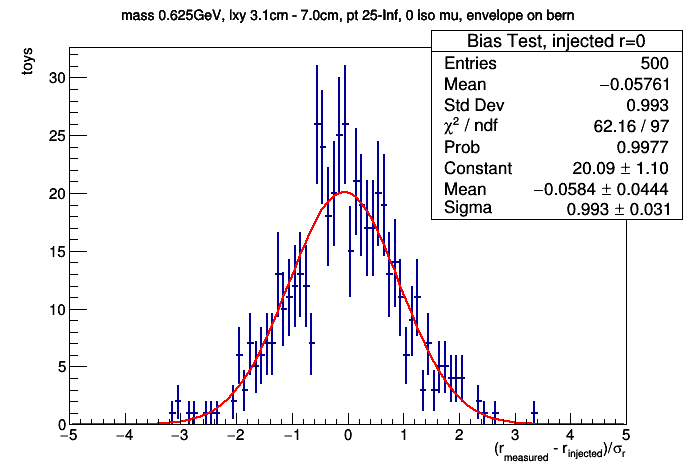 mass 0.625GeV, lxy 3.1cm - 7.0cm, pt 25-Inf, 0 Iso mu, envelope on bern
Bias Test, injected r=0
Entries 500
Mean −0.05761
Std Dev 0.993
χ² / ndf 62.16 / 97
Prob 0.9977
Constant 20.09 ± 1.10
Mean −0.0584 ± 0.0444
Sigma 0.993 ± 0.031
toys
30
25
20
15
10
5
0
−5 −4 −3 −2 −1 0 1 2 3 4 5
(r_measured - r_injected)/σ_r